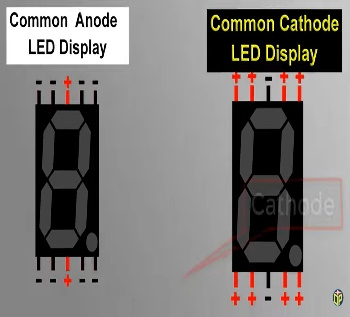 Common Anode
LED Display
Common Cathode
LED Display
- - + - -
+ + - + +
Cathode
- - + - -
+ + - + +